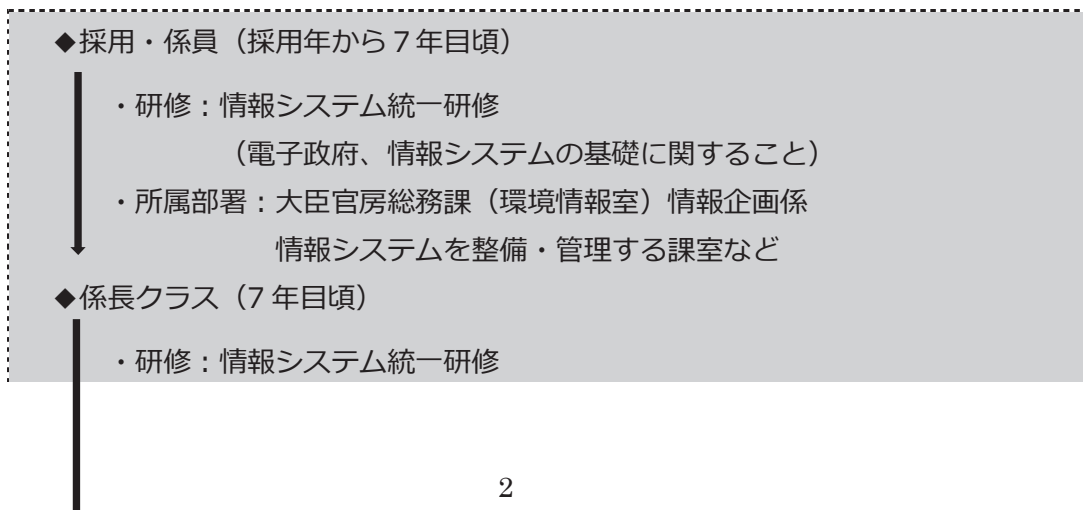 ◆採用・係員（採用年から７年目頃）
・研修：情報システム統一研修
（電子政府、情報システムの基礎に関すること）
・所属部署：大臣官房総務課（環境情報室）情報企画係
情報システムを整備・管理する課室など
◆係長クラス（7 年目頃）
・研修：情報システム統一研修
2